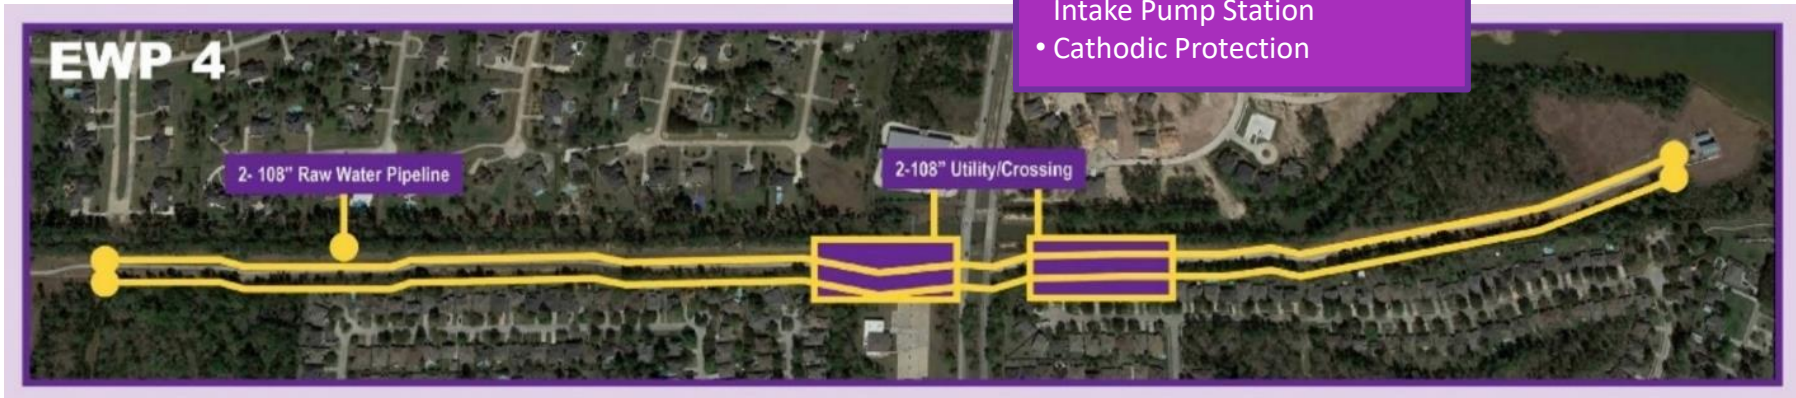 Intake Pump Station
• Cathodic Protection
EWP 4
2- 108" Raw Water Pipeline
2-108" Utility/Crossing